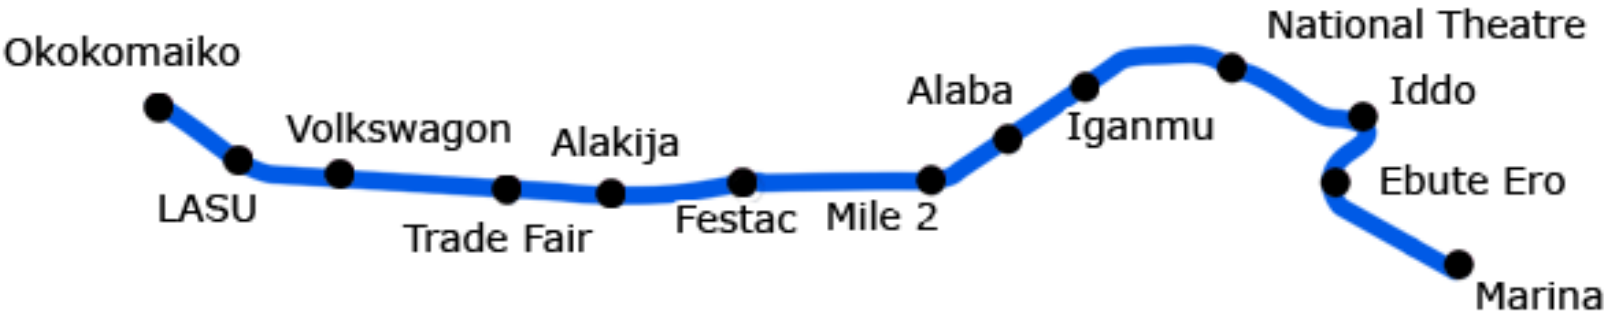 Okokomaiko
LASU
Volkswagon
Trade Fair
Alakija
Festac
Mile 2
Alaba
Iganmu
National Theatre
Iddo
Ebute Ero
Marina